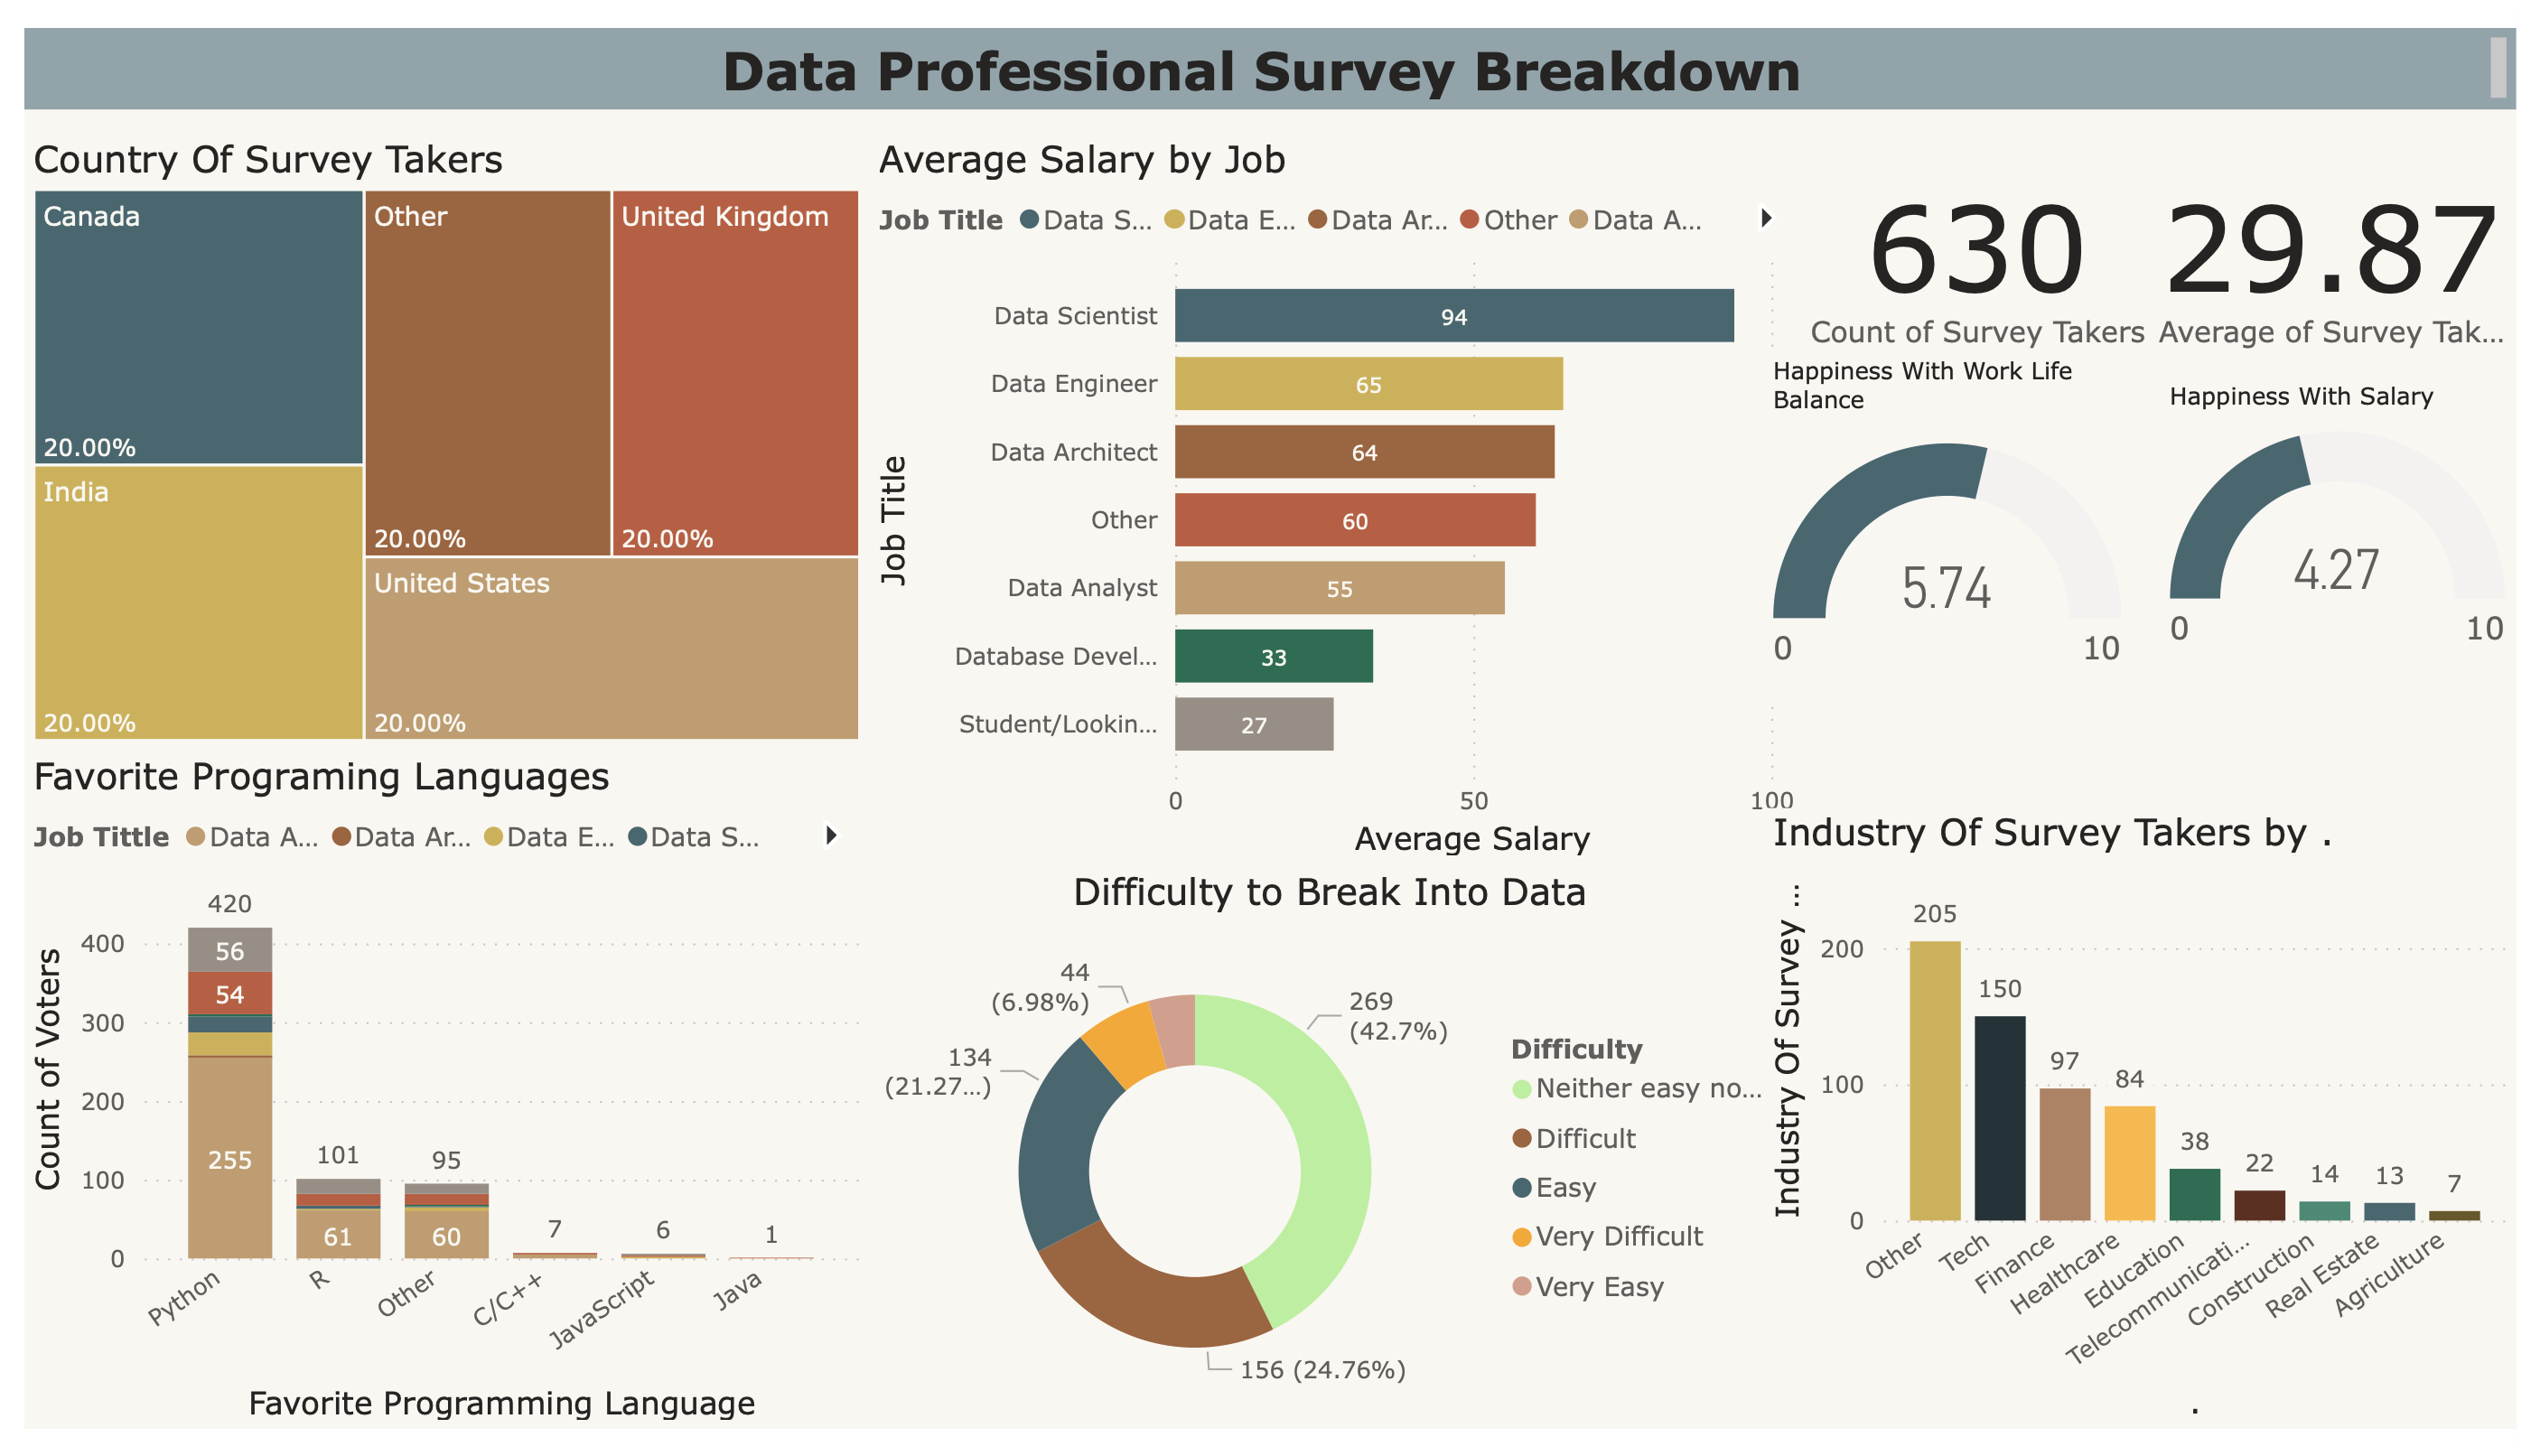 Data Professional Survey Breakdown
Country Of Survey Takers
Canada
20.00%
India
20.00%
Other
20.00%
United Kingdom
20.00%
United States
20.00%
Average Salary by Job
Job Title Data S... Data E... Data Ar... Other Data A...
Job Title
Data Scientist 94
Data Engineer 65
Data Architect 64
Other 60
Data Analyst 55
Database Devel... 33
Student/Lookin... 27
0 50 100
Average Salary
630
Count of Survey Takers
29.87
Average of Survey Tak...
Happiness With Work Life
Balance
5.74
0 10
Happiness With Salary
4.27
0 10
Favorite Programing Languages
Job Tittle Data A... Data Ar... Data E... Data S...
Count of Voters
400
300
200
100
0
420
56
54
255
101
61
95
60
7
6
1
Python
R
Other
C/C++
JavaScript
Java
Favorite Programming Language
Difficulty to Break Into Data
44
(6.98%)
269
(42.7%)
134
(21.27...)
156 (24.76%)
Difficulty
Neither easy no...
Difficult
Easy
Very Difficult
Very Easy
Industry Of Survey Takers by .
Industry Of Survey ...
200
100
0
205
150
97
84
38
22
14
13
7
Other
Tech
Finance
Healthcare
Education
Telecommunicati...
Construction
Real Estate
Agriculture
.